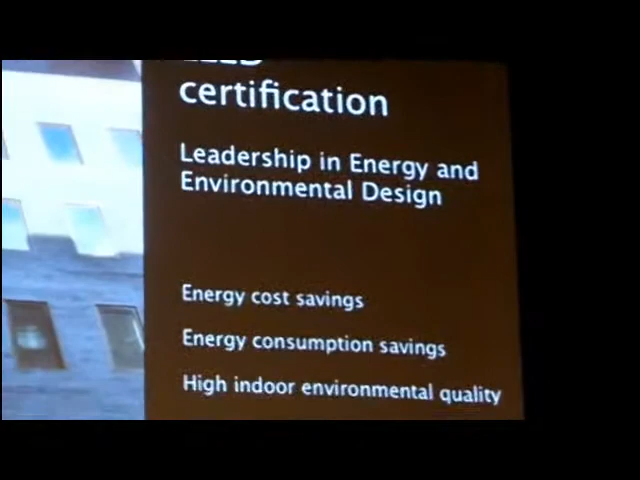 certification
Leadership in Energy and
Environmental Design
Energy cost savings
Energy consumption savings
High indoor environmental quality